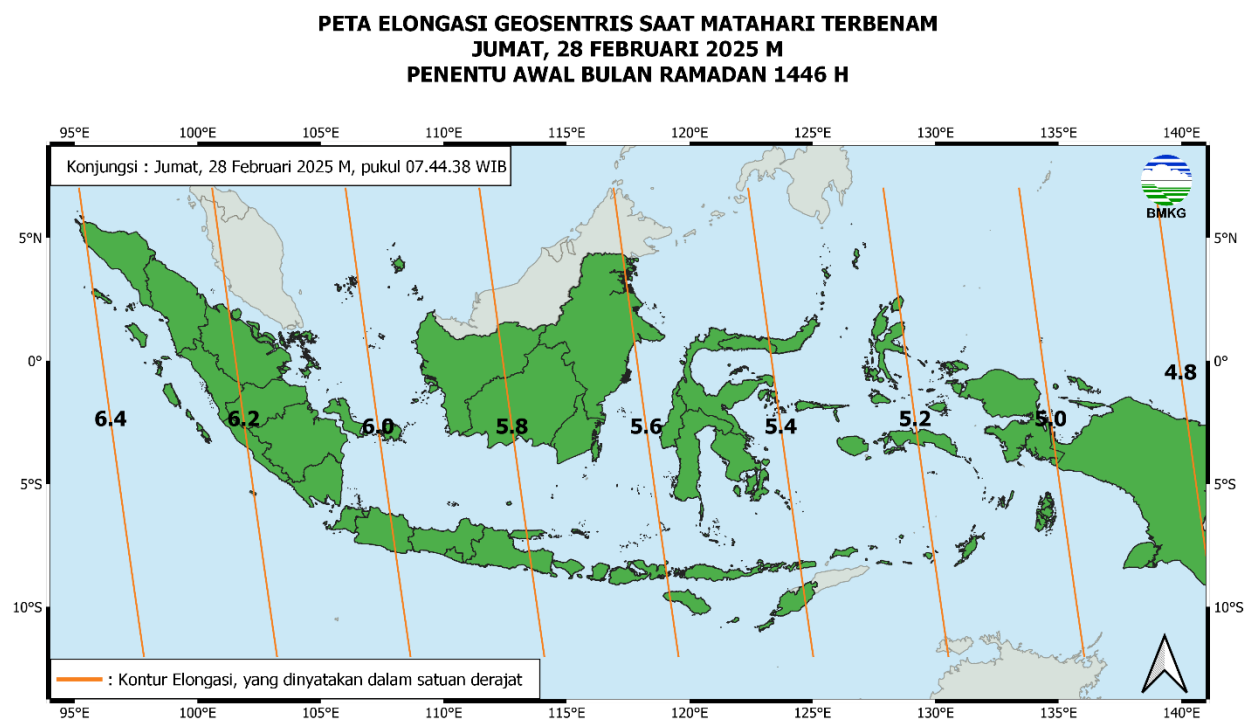 PETA ELONGASI GEOSENTRIS SAAT MATAHARI TERBENAM
JUMAT, 28 FEBRUARI 2025 M
PENENTU AWAL BULAN RAMADAN 1446 H
95°E 100°E 105°E 110°E 115°E 120°E 125°E 130°E 135°E 140°E
Konjungsi : Jumat, 28 Februari 2025 M, pukul 07.44.38 WIB
BMKG
5°N 5°N
0° 0°
4.8
6.4 6.2 6.0 5.8 5.6 5.4 5.2 5.0
5°S 5°S
10°S 10°S
: Kontur Elongasi, yang dinyatakan dalam satuan derajat
95°E 100°E 105°E 110°E 115°E 120°E 125°E 130°E 135°E 140°E